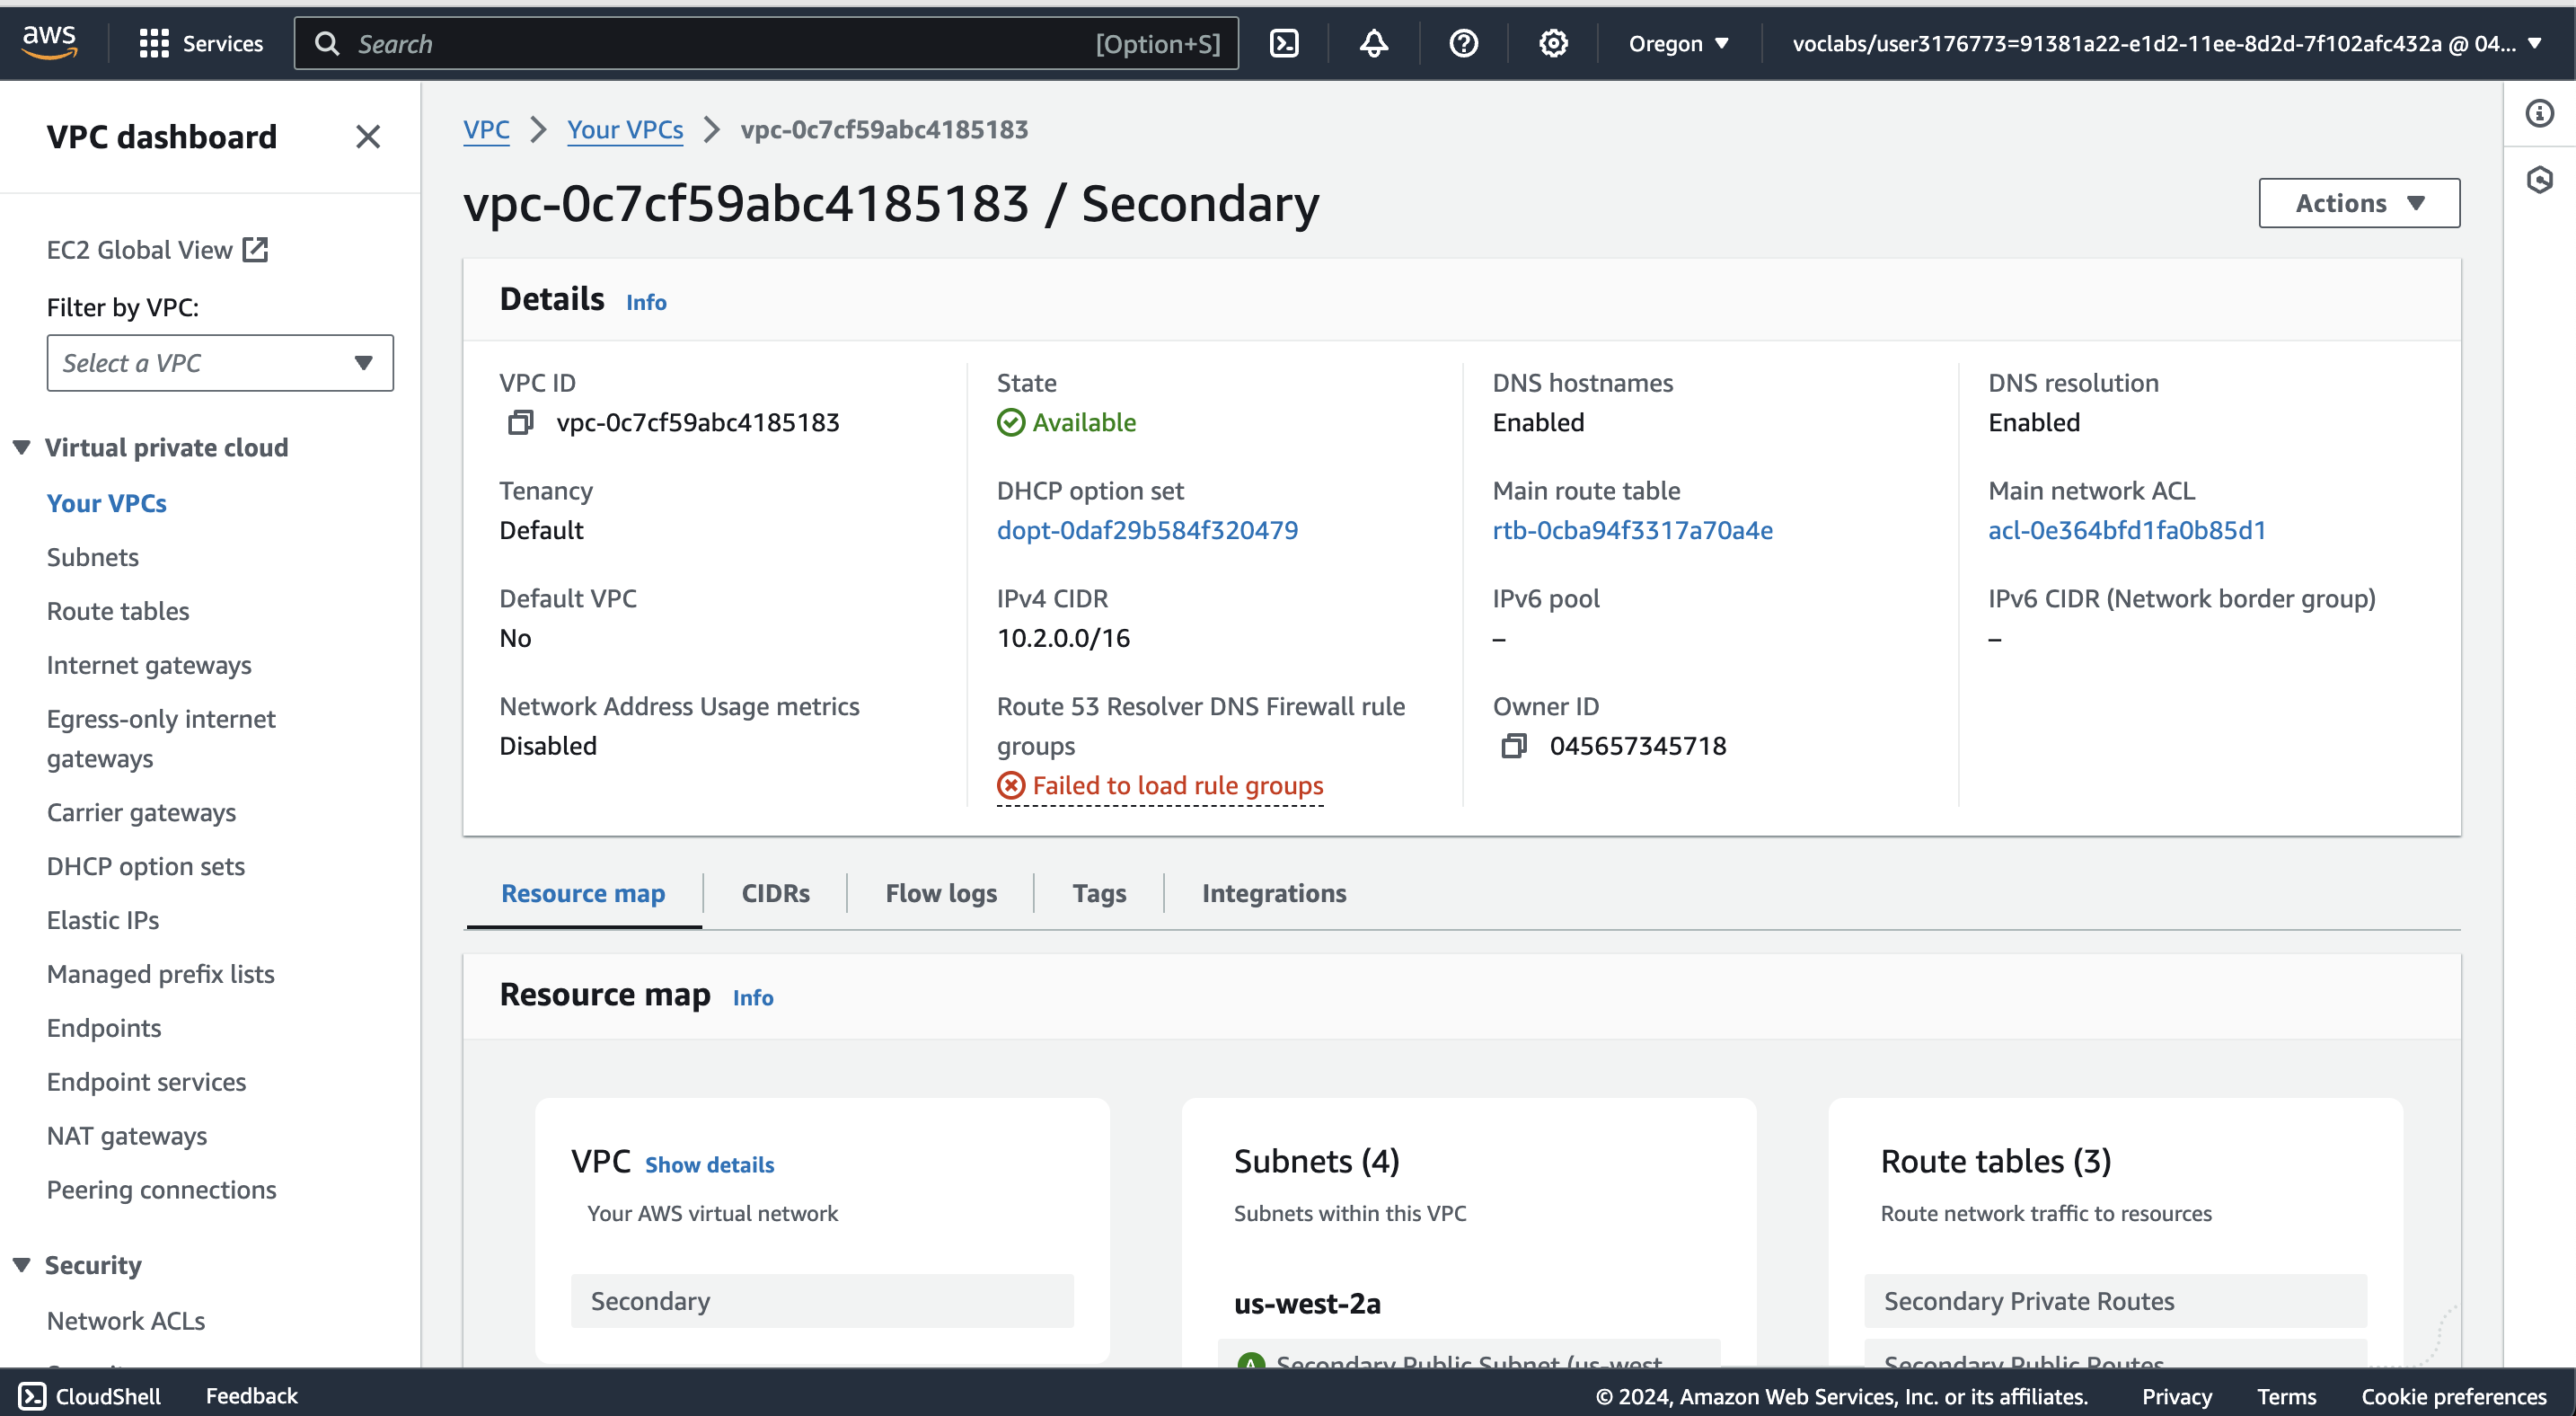 aws
Services
Search [Option+S]
Oregon
voclabs/user3176773=91381a22-e1d2-11ee-8d2d-7f102afc432a @ 04...
VPC dashboard
EC2 Global View
Filter by VPC:
Select a VPC
Virtual private cloud
Your VPCs
Subnets
Route tables
Internet gateways
Egress-only internet
gateways
Carrier gateways
DHCP option sets
Elastic IPs
Managed prefix lists
Endpoints
Endpoint services
NAT gateways
Peering connections
Security
Network ACLs
VPC > Your VPCs > vpc-0c7cf59abc4185183
vpc-0c7cf59abc4185183 / Secondary
Actions
Details Info
VPC ID
vpc-0c7cf59abc4185183
State
Available
DNS hostnames
Enabled
DNS resolution
Enabled
Tenancy
Default
DHCP option set
dopt-0daf29b584f320479
Main route table
rtb-0cba94f3317a70a4e
Main network ACL
acl-0e364bfd1fa0b85d1
Default VPC
No
IPv4 CIDR
10.2.0.0/16
IPv6 pool
–
IPv6 CIDR (Network border group)
–
Network Address Usage metrics
Disabled
Route 53 Resolver DNS Firewall rule
groups
Failed to load rule groups
Owner ID
045657345718
Resource map
CIDRs
Flow logs
Tags
Integrations
Resource map Info
VPC Show details
Your AWS virtual network
Secondary
Subnets (4)
Subnets within this VPC
us-west-2a
A Secondary Public Subnet (us-west
Route tables (3)
Route network traffic to resources
Secondary Private Routes
Secondary Public Routes
CloudShell
Feedback
© 2024, Amazon Web Services, Inc. or its affiliates.
Privacy
Terms
Cookie preferences